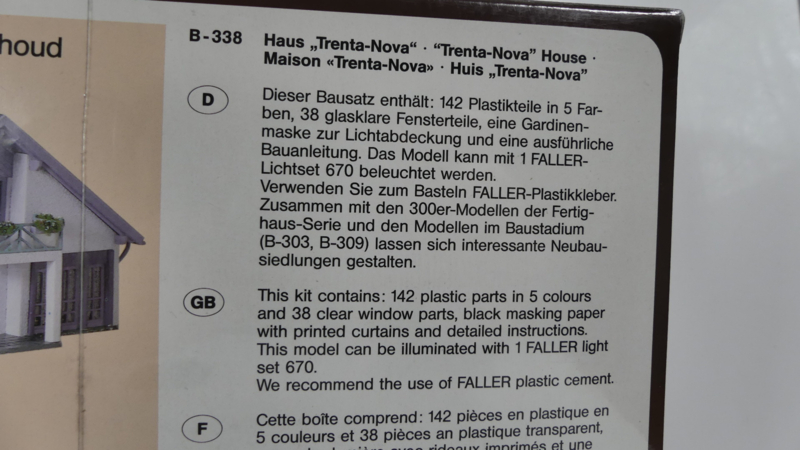 houd
B-338 Haus „Trenta-Nova“ · “Trenta-Nova” House ·
Maison «Trenta-Nova» · Huis „Trenta-Nova”
D
Dieser Bausatz enthält: 142 Plastikteile in 5 Far-
ben, 38 glasklare Fensterteile, eine Gardinen-
maske zur Lichtabdeckung und eine ausführliche
Bauanleitung. Das Modell kann mit 1 FALLER-
Lichtset 670 beleuchtet werden.
Verwenden Sie zum Basteln FALLER-Plastikkleber.
Zusammen mit den 300er-Modellen der Fertig-
haus-Serie und den Modellen im Baustadium
(B-303, B-309) lassen sich interessante Neubau-
siedlungen gestalten.
GB
This kit contains: 142 plastic parts in 5 colours
and 38 clear window parts, black masking paper
with printed curtains and detailed instructions.
This model can be illuminated with 1 FALLER light
set 670.
We recommend the use of FALLER plastic cement.
F
Cette boîte comprend: 142 pièces en plastique en
5 couleurs et 38 pièces an plastique transparent,
avec rideaux imprimés et une